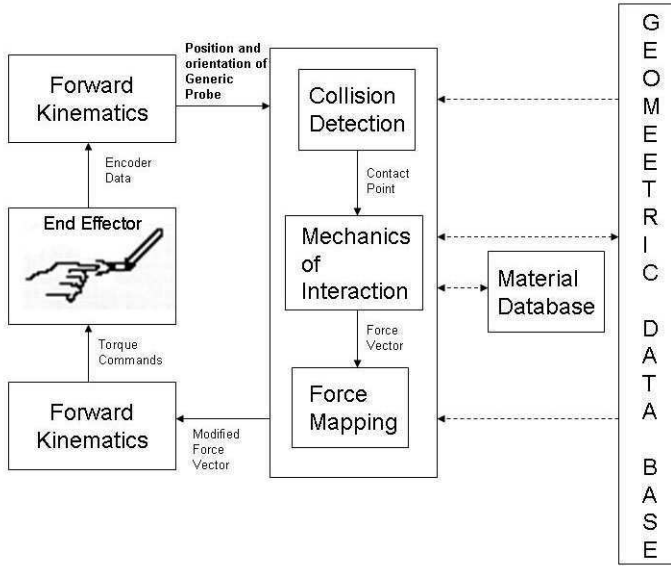 Forward
Kinematics
Position and
orientation of
Generic
Probe
Encoder
Data
End Effector
Torque
Commands
Forward
Kinematics
Modified
Force
Vector
Collision
Detection
Contact
Point
Mechanics
of
Interaction
Force
Vector
Force
Mapping
Material
Database
G
E
O
M
E
E
T
R
I
C
D
A
T
A
B
A
S
E